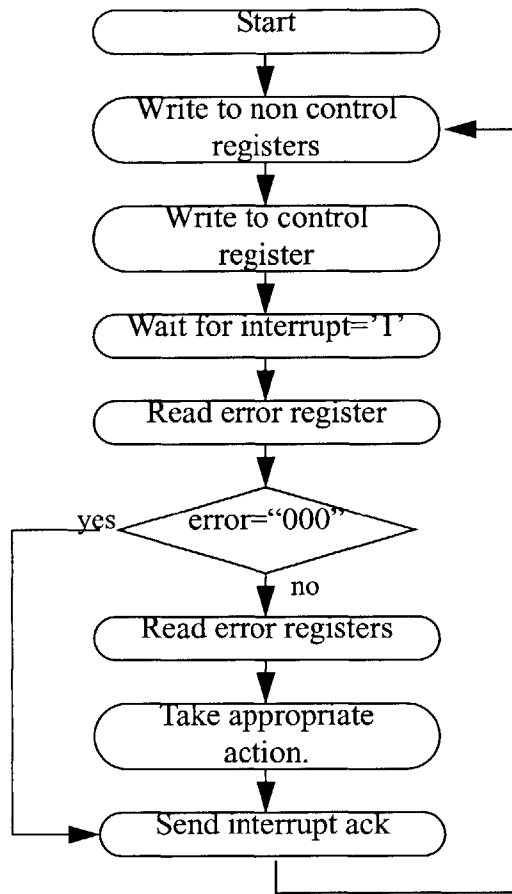 Start
Write to non control
registers
Write to control
register
Wait for interrupt='1'
Read error register
yes
error=“000”
no
Read error registers
Take appropriate
action.
Send interrupt ack